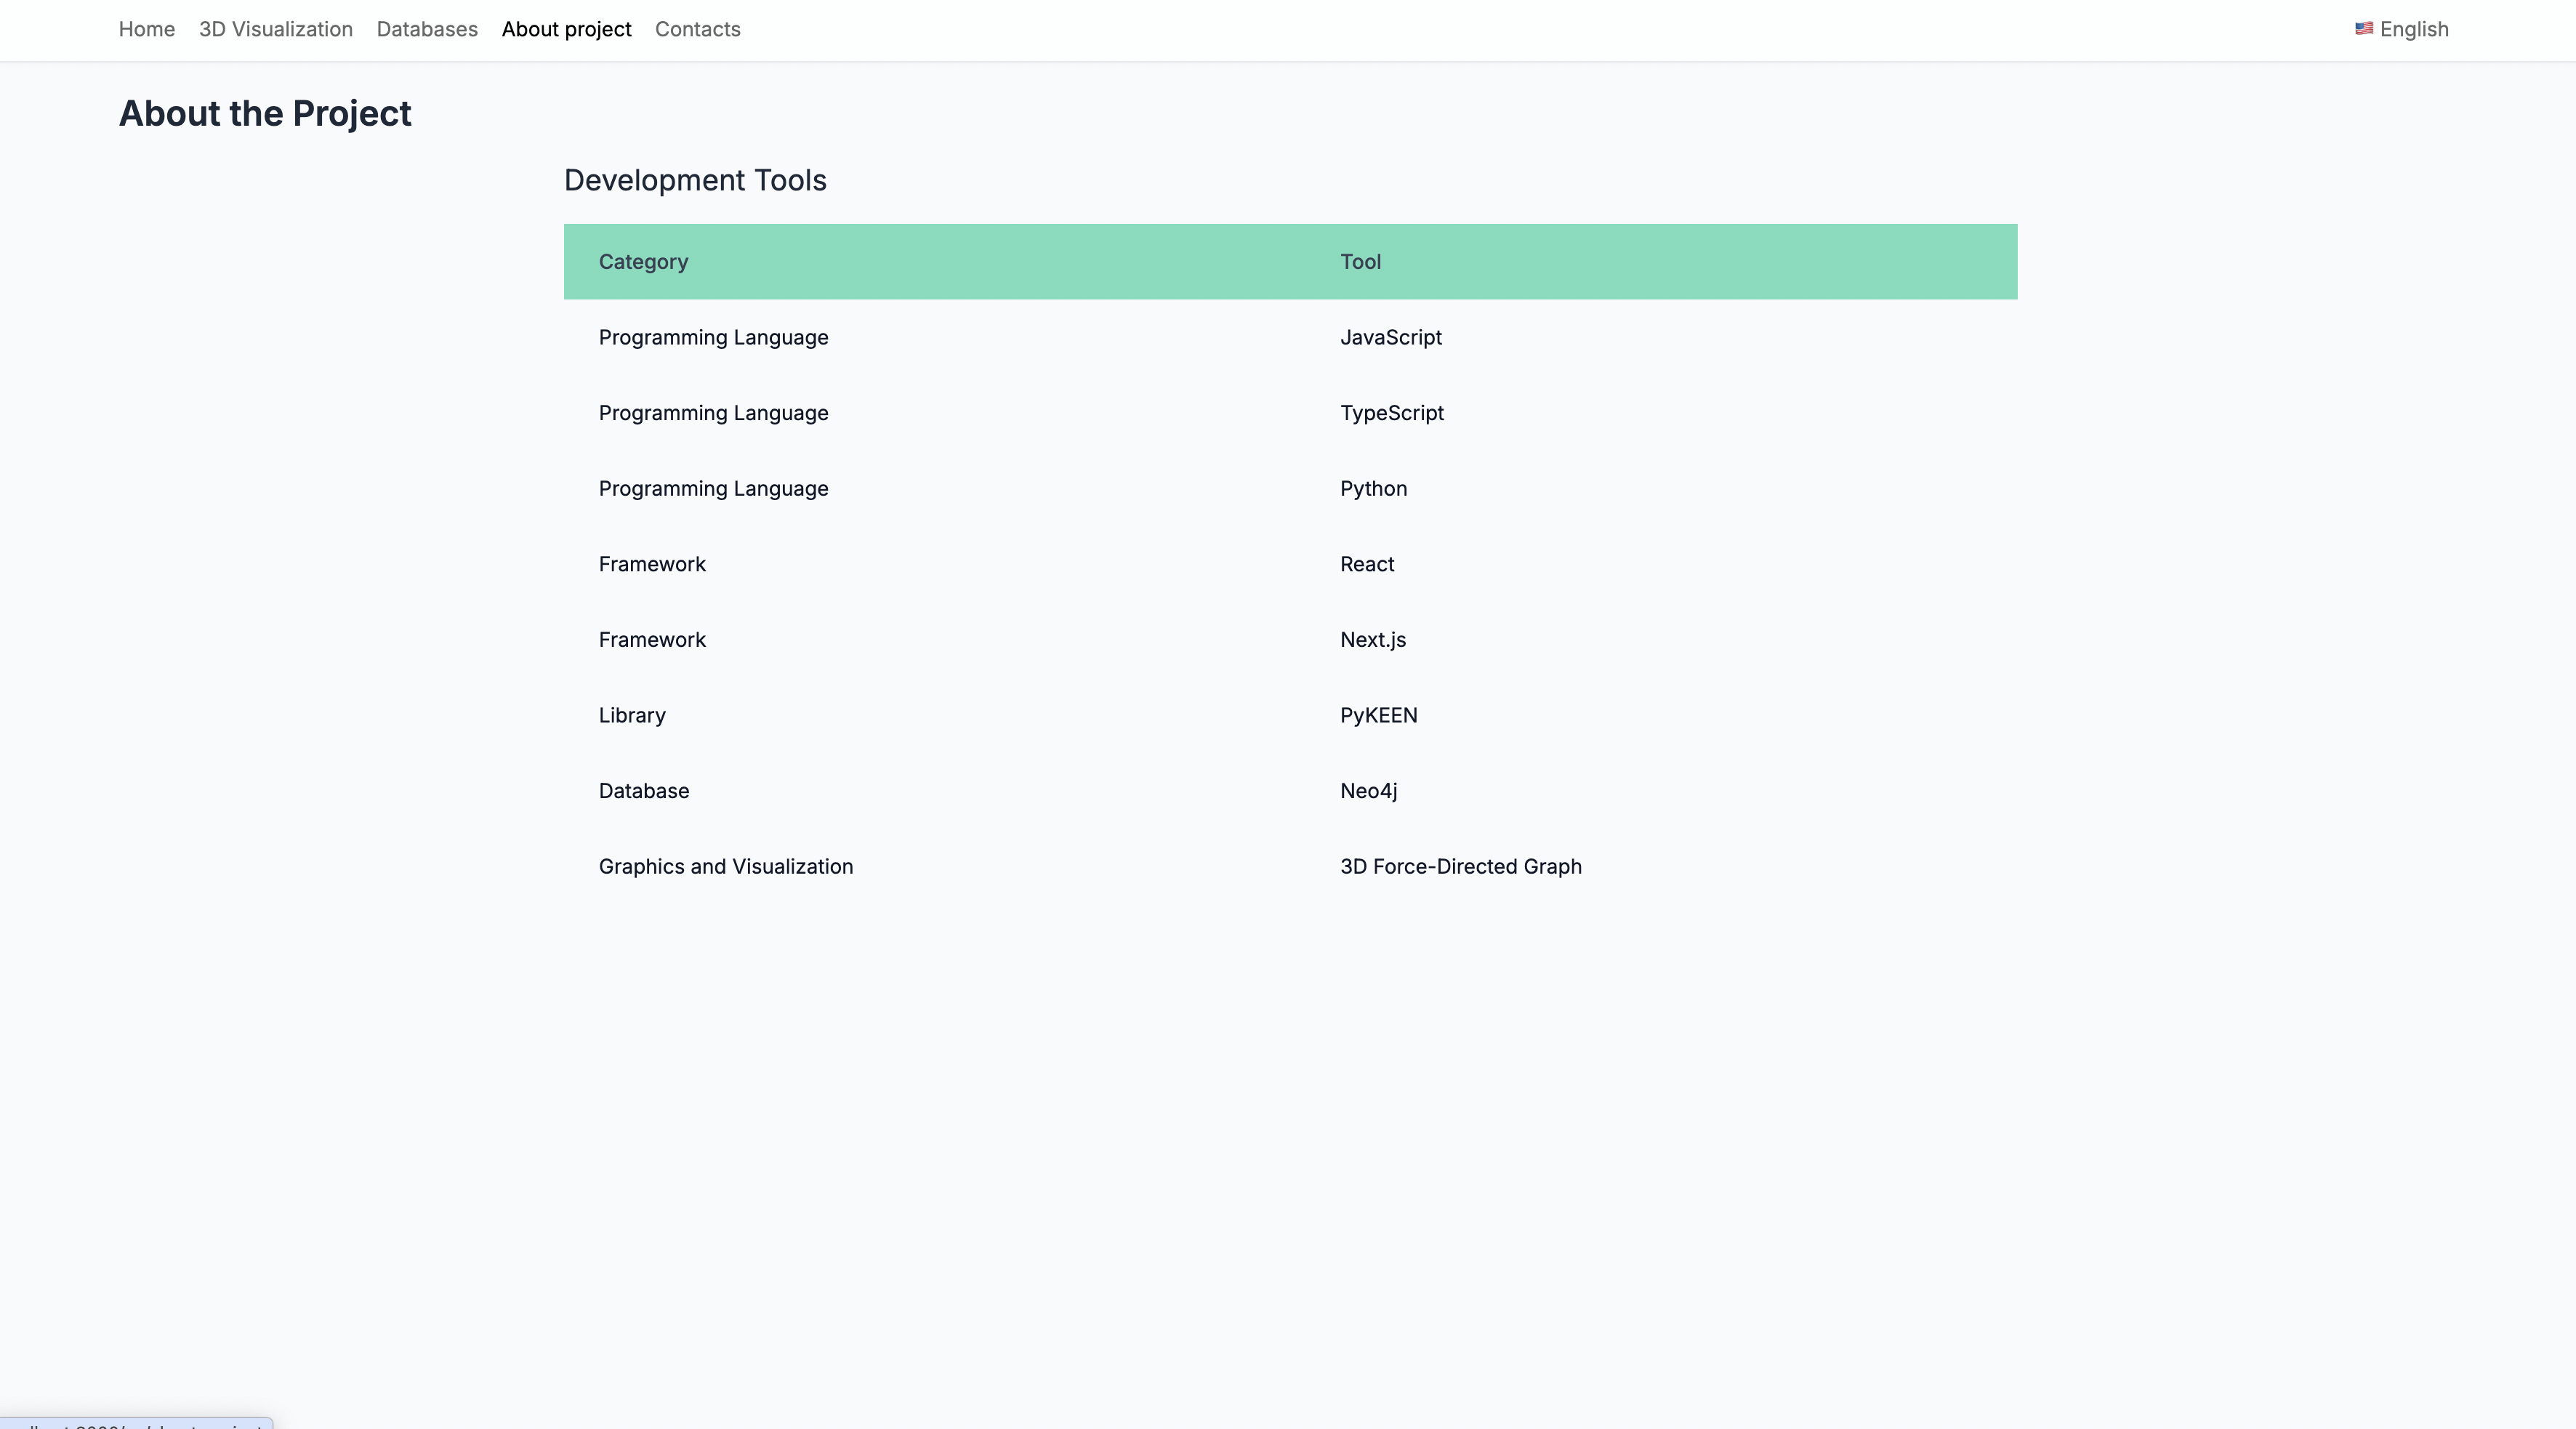 Home 3D Visualization Databases About project Contacts 🇺🇸 English
About the Project
Development Tools
Category Tool
Programming Language JavaScript
Programming Language TypeScript
Programming Language Python
Framework React
Framework Next.js
Library PyKEEN
Database Neo4j
Graphics and Visualization 3D Force-Directed Graph